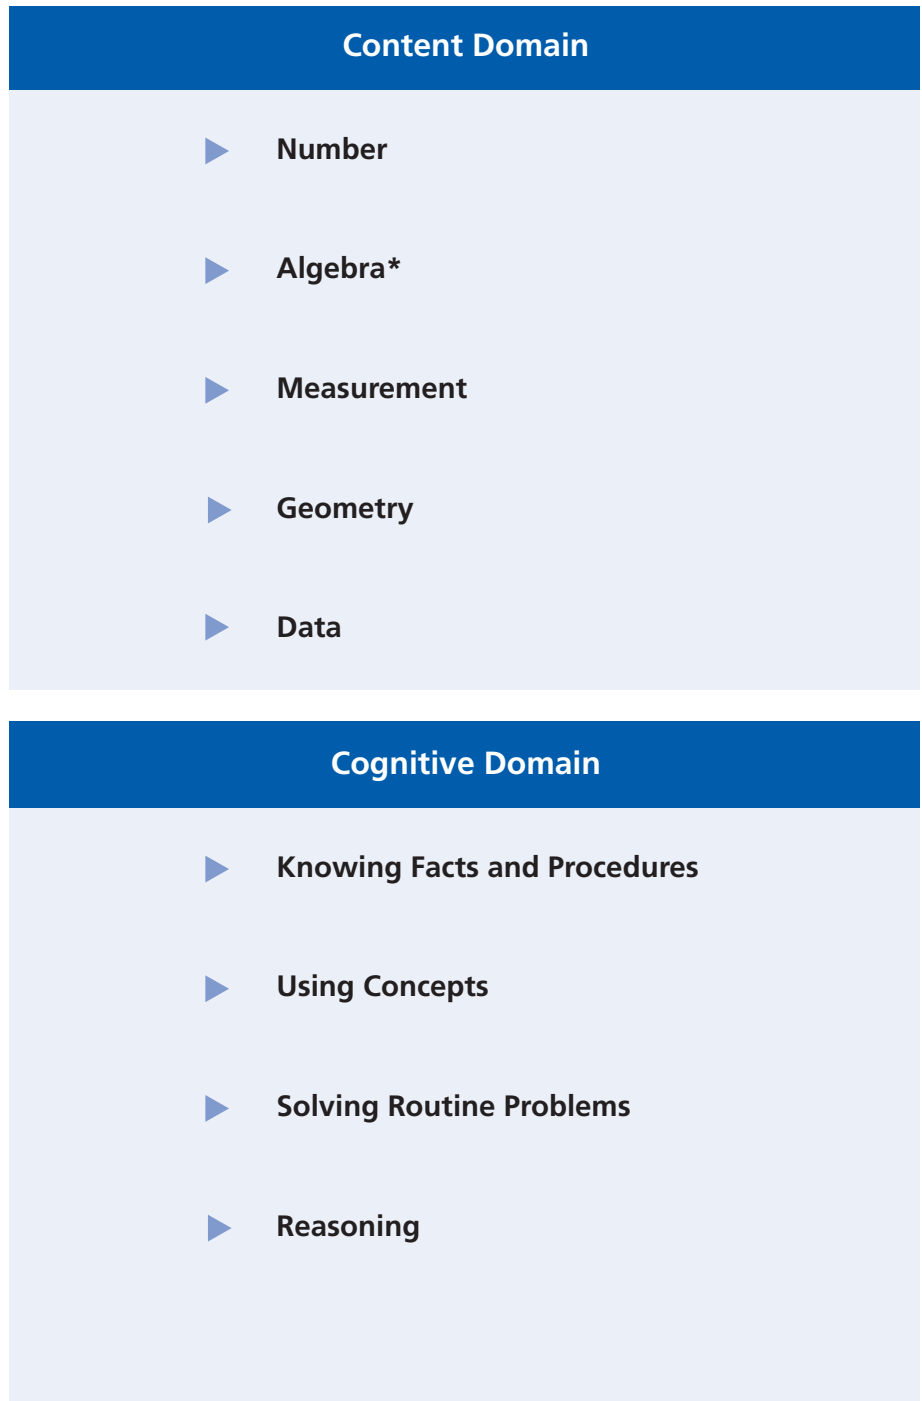 Content Domain
Number
Algebra*
Measurement
Geometry
Data
Cognitive Domain
Knowing Facts and Procedures
Using Concepts
Solving Routine Problems
Reasoning